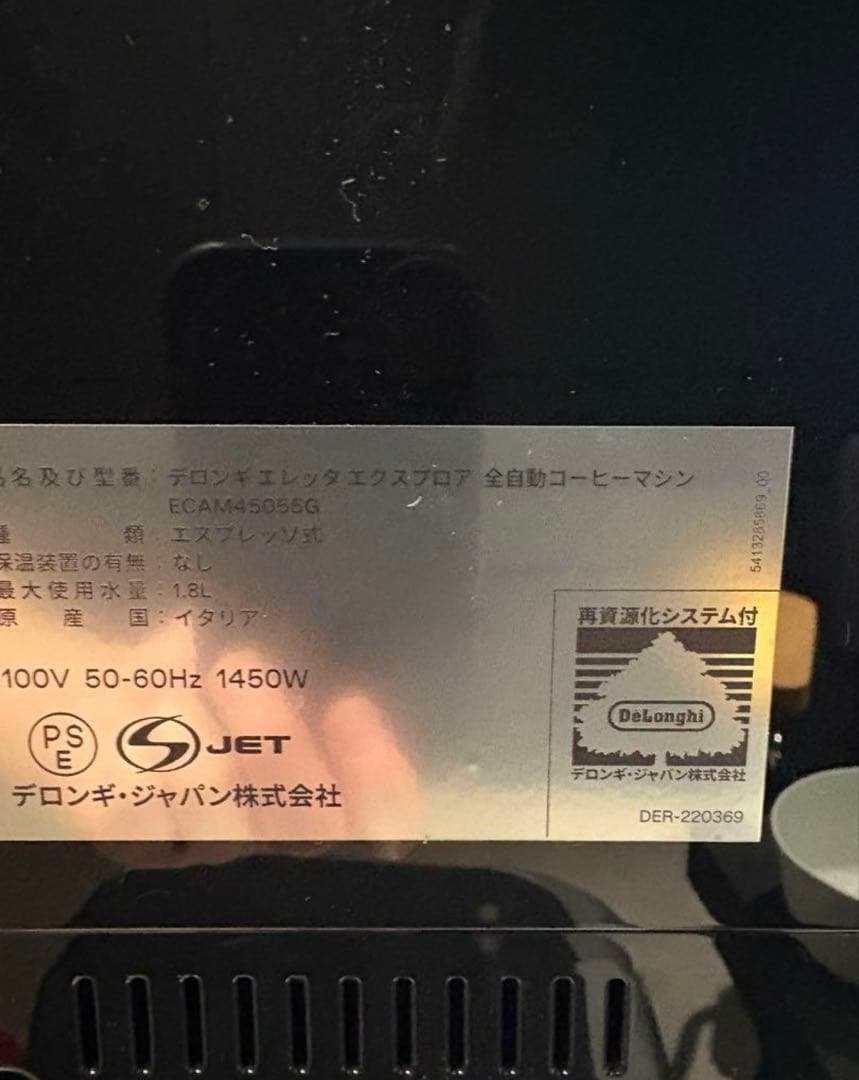 名及び型番：デロンギ エレッタ エクスプロア 全自動コーヒーマシン
ECAM45055G
種 類：エスプレッソ式
保温装置の有無：なし
最大使用水量：1.8L
原産国：イタリア
100V 50-60Hz 1450W
PSE
S JET
デロンギ・ジャパン株式会社
5413265869_00
再資源化システム付
DeLonghi
デロンギ・ジャパン株式会社
DER-220369